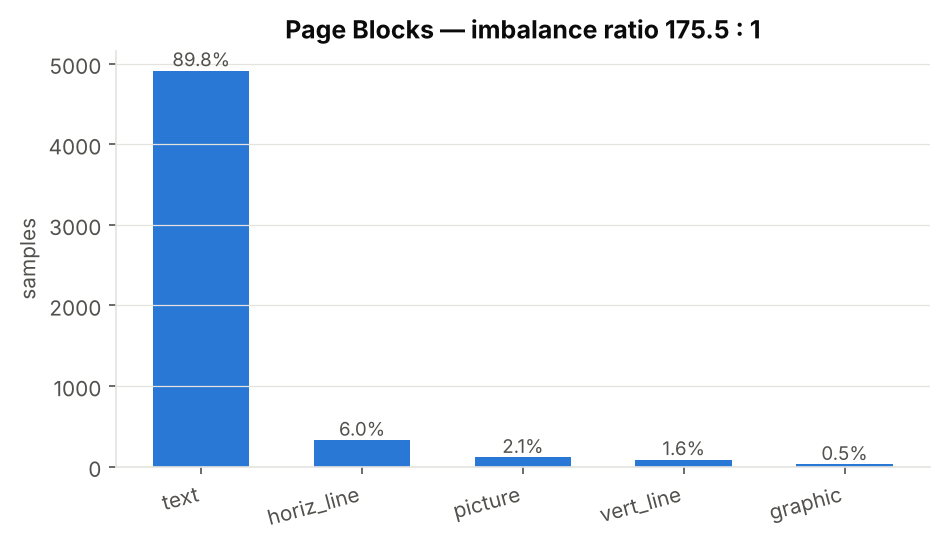 Page Blocks — imbalance ratio 175.5 : 1
samples
5000
4000
3000
2000
1000
0
89.8%
6.0%
2.1%
1.6%
0.5%
text
horiz_line
picture
vert_line
graphic